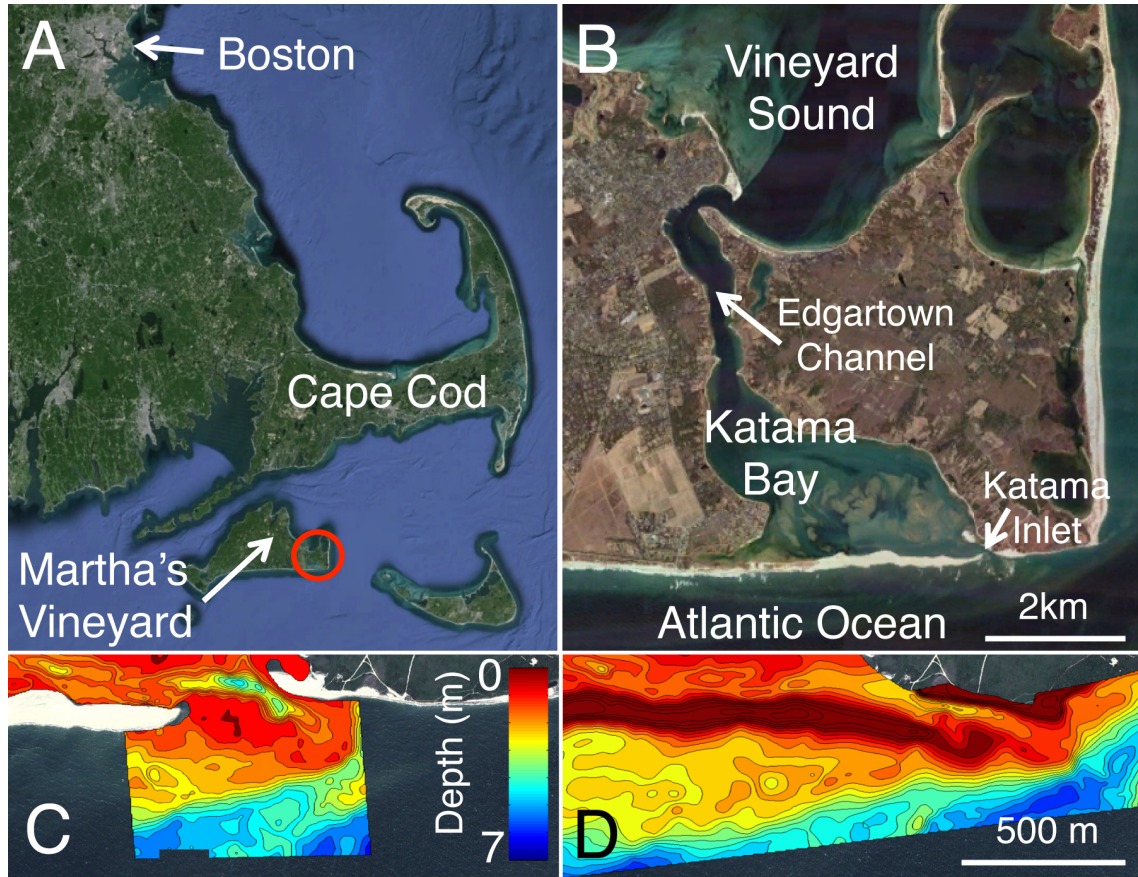 A
Boston
Cape Cod
Martha's
Vineyard
B
Vineyard
Sound
Edgartown
Channel
Katama
Bay
Katama
Inlet
Atlantic Ocean
2km
C
Depth (m)
0
7
D
500 m